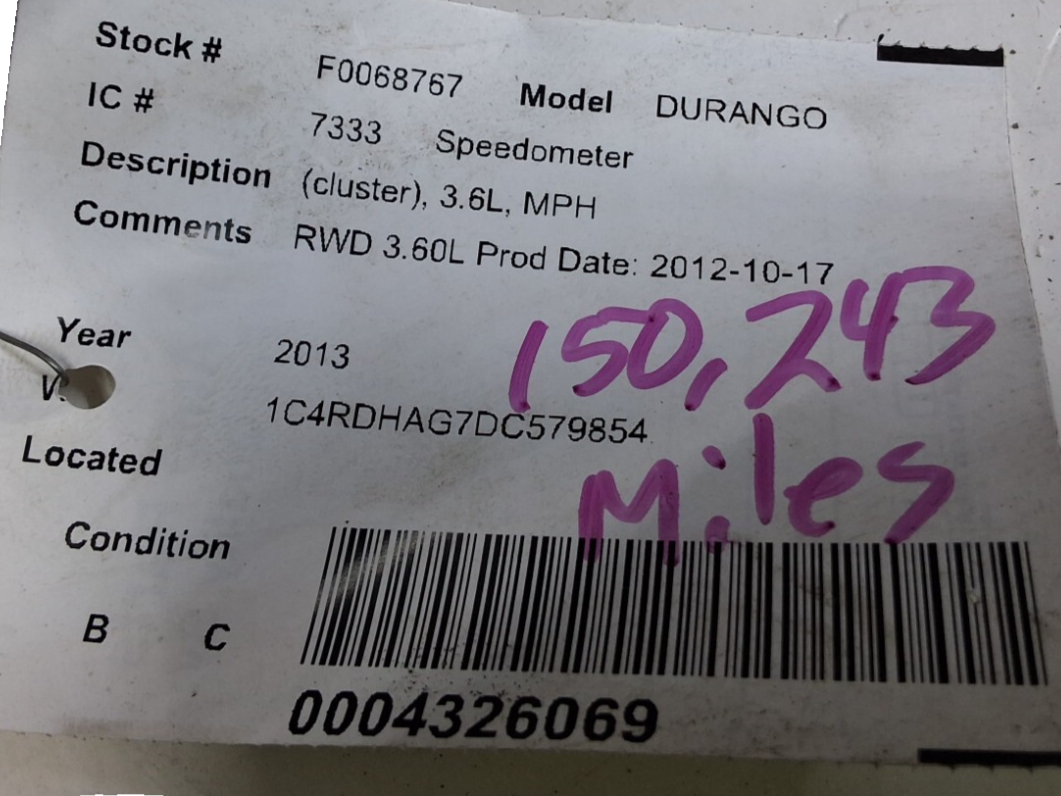 Stock # F0068767 Model DURANGO
IC # 7333 Speedometer
Description (cluster), 3.6L, MPH
Comments RWD 3.60L Prod Date: 2012-10-17
150,243
Year 2013
1C4RDHAG7DC579854
Miles
Located
Condition
B C
0004326069